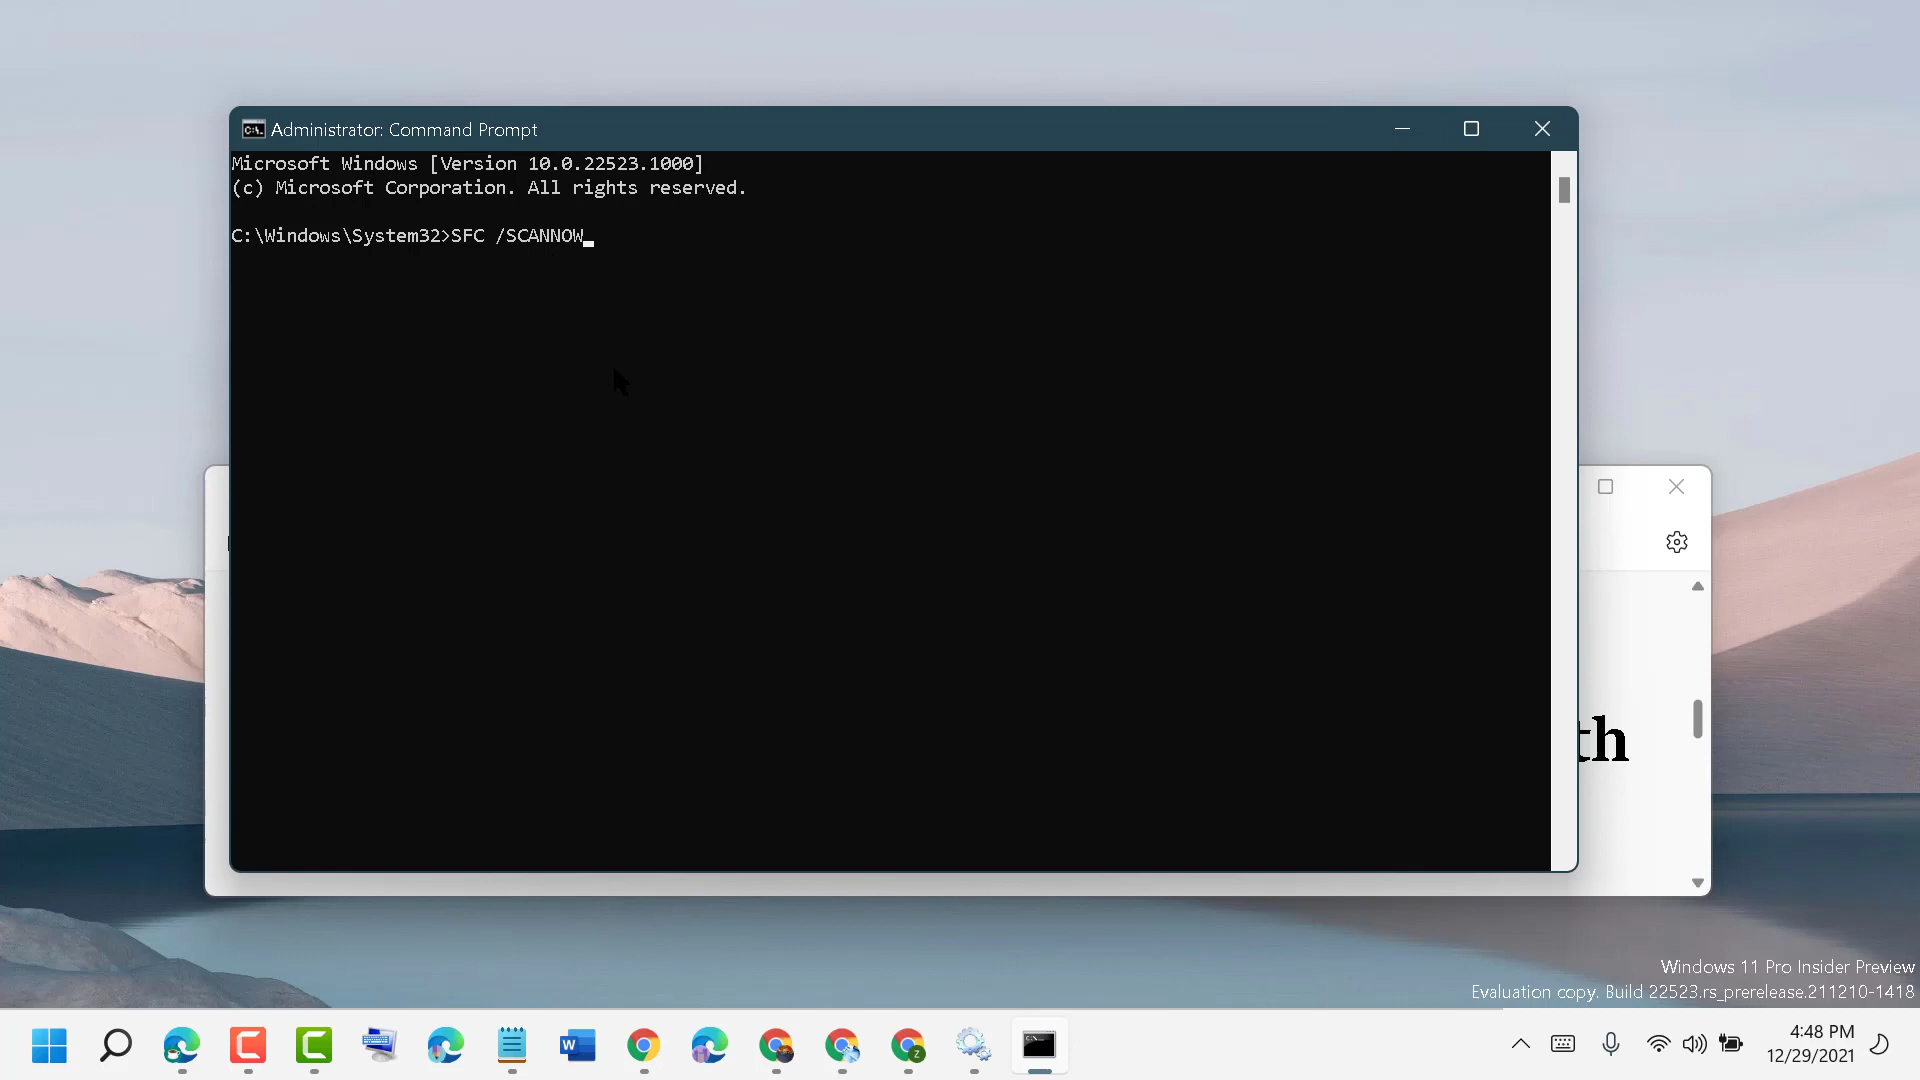 Administrator: Command Prompt
Microsoft Windows [Version 10.0.22523.1000]
(c) Microsoft Corporation. All rights reserved.
C:\Windows\System32>SFC /SCANNOW
th
Windows 11 Pro Insider Preview
Evaluation copy. Build 22523.rs_prerelease.211210-1418
4:48 PM
12/29/2021